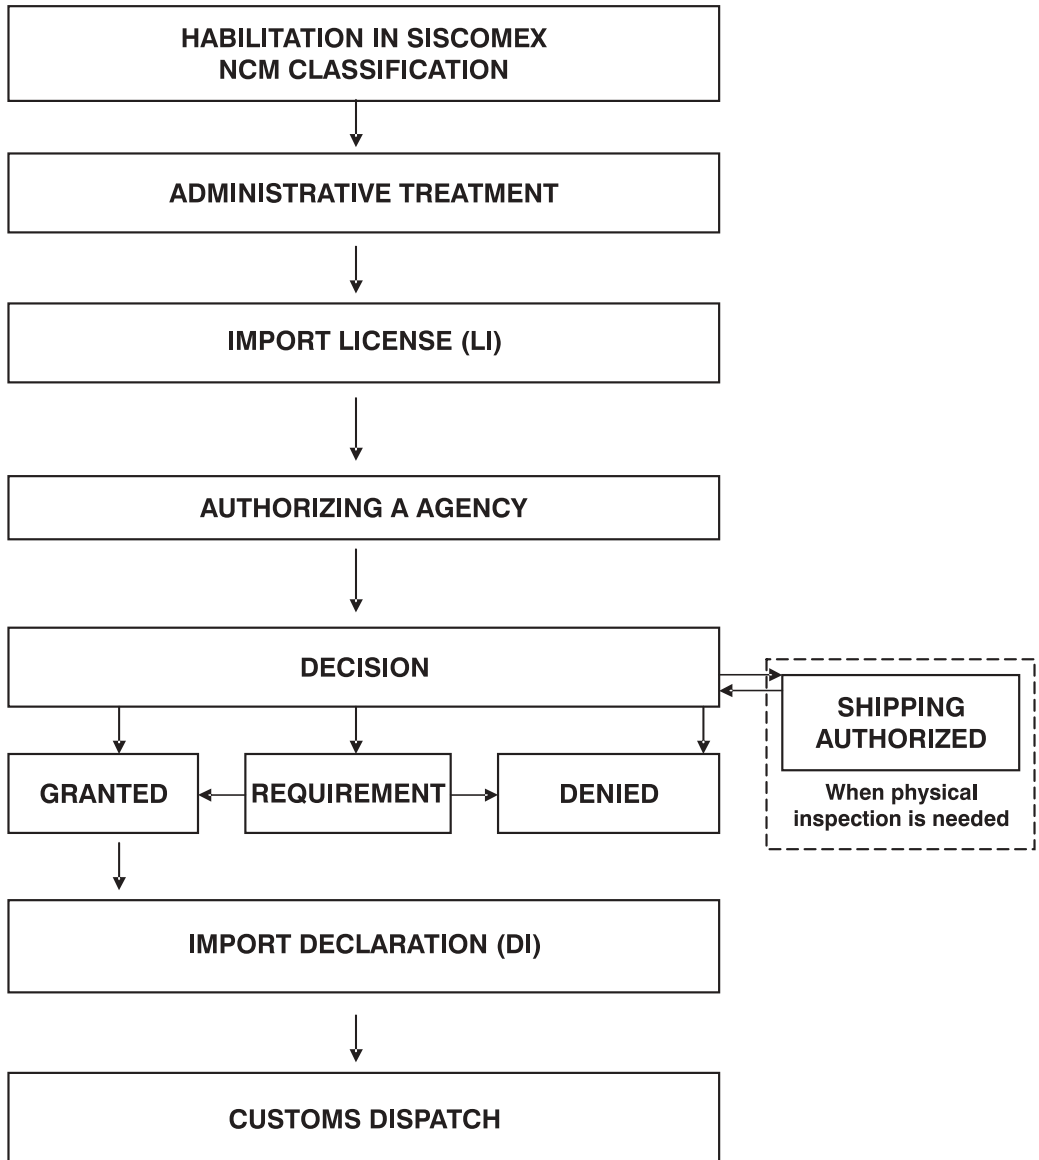 HABILITATION IN SISCOMEX
NCM CLASSIFICATION
ADMINISTRATIVE TREATMENT
IMPORT LICENSE (LI)
AUTHORIZING A AGENCY
DECISION
SHIPPING
AUTHORIZED
When physical
inspection is needed
GRANTED
REQUIREMENT
DENIED
IMPORT DECLARATION (DI)
CUSTOMS DISPATCH